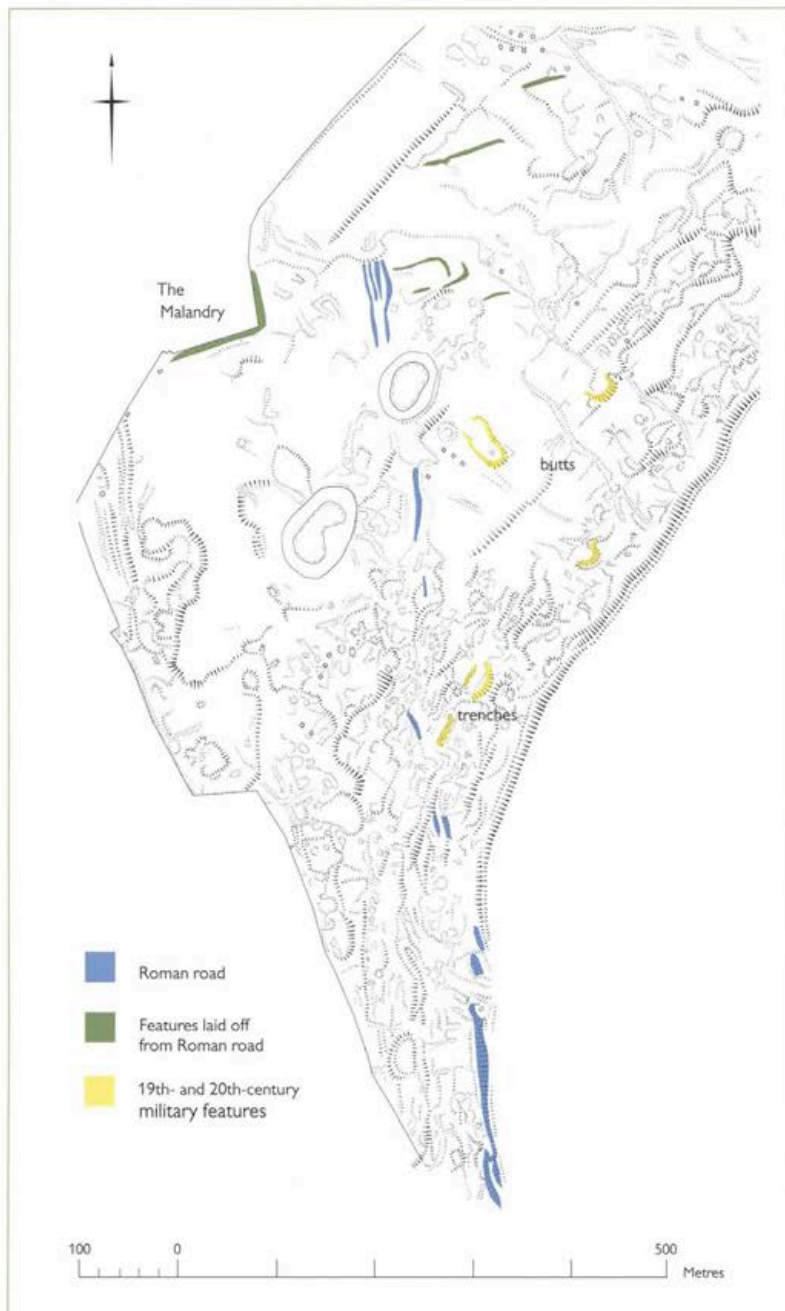 The
Malandry
butts
trenches
Roman road
Features laid off
from Roman road
19th- and 20th-century
military features
100
0
500
Metres